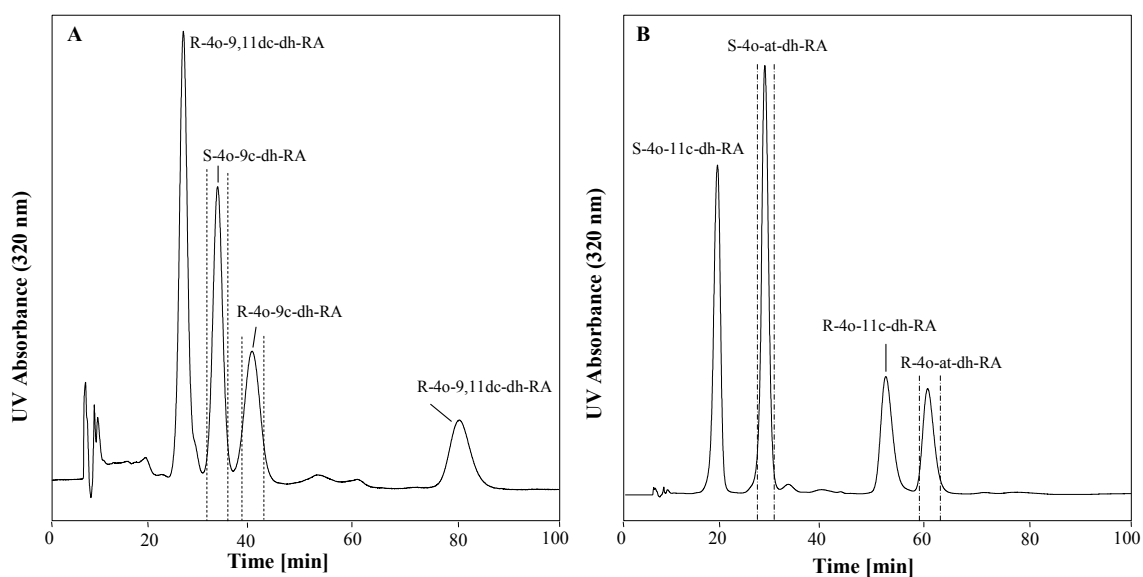 A
R-4o-9,11dc-dh-RA
S-4o-9c-dh-RA
R-4o-9c-dh-RA
R-4o-9,11dc-dh-RA
UV Absorbance (320 nm)
0 20 40 60 80 100
Time [min]
B
S-4o-at-dh-RA
S-4o-11c-dh-RA
R-4o-11c-dh-RA
R-4o-at-dh-RA
UV Absorbance (320 nm)
0 20 40 60 80 100
Time [min]